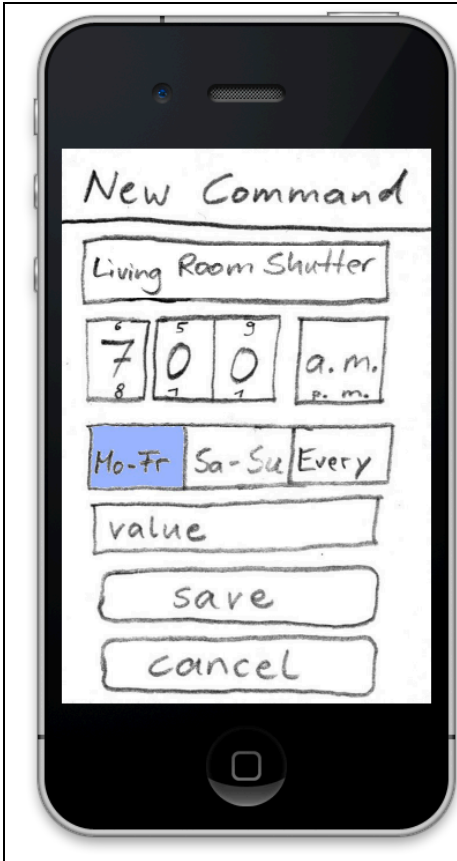 New Command
Living Room Shutter
6 5 9
7 0 0 a.m.
8 1 1 p. m.
Mo-Fr Sa-Su Every
value
save
cancel